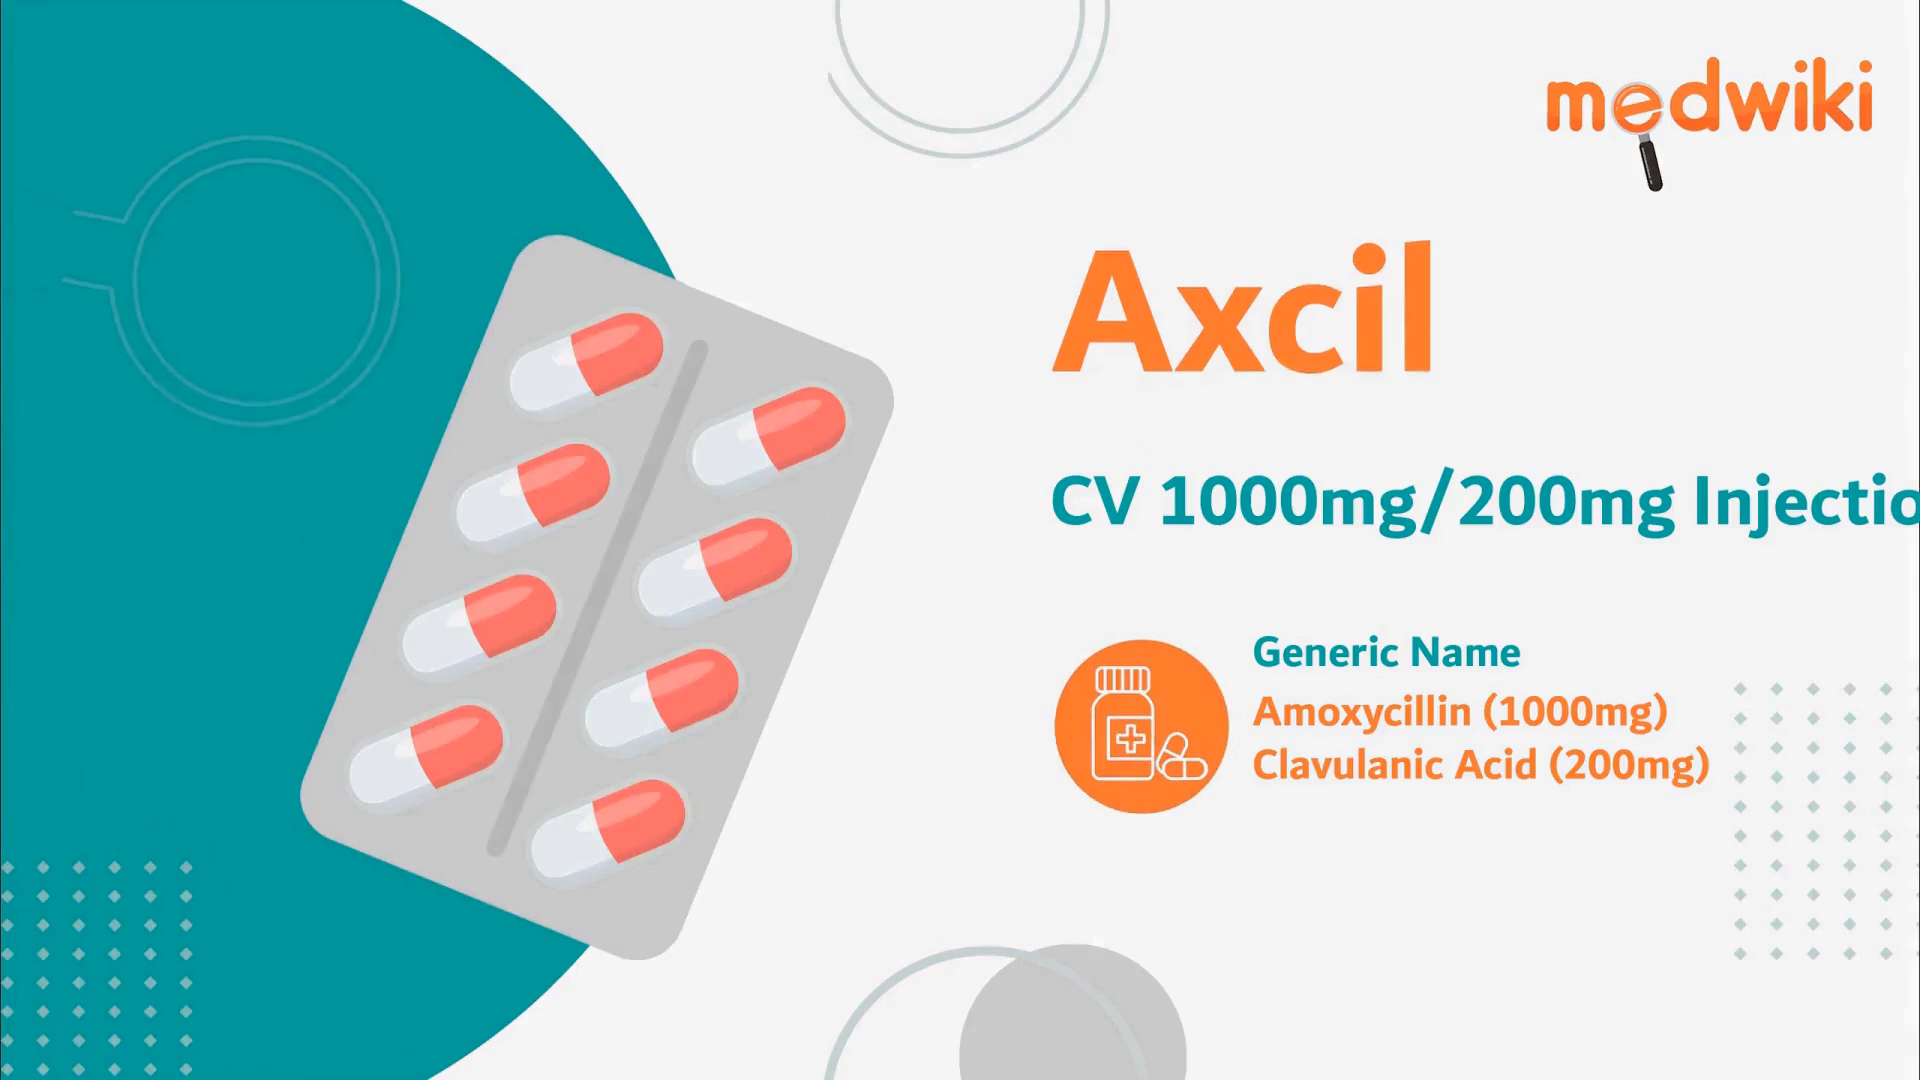 medwiki
Axcil
CV 1000mg/200mg Injectio
Generic Name
Amoxycillin (1000mg)
Clavulanic Acid (200mg)